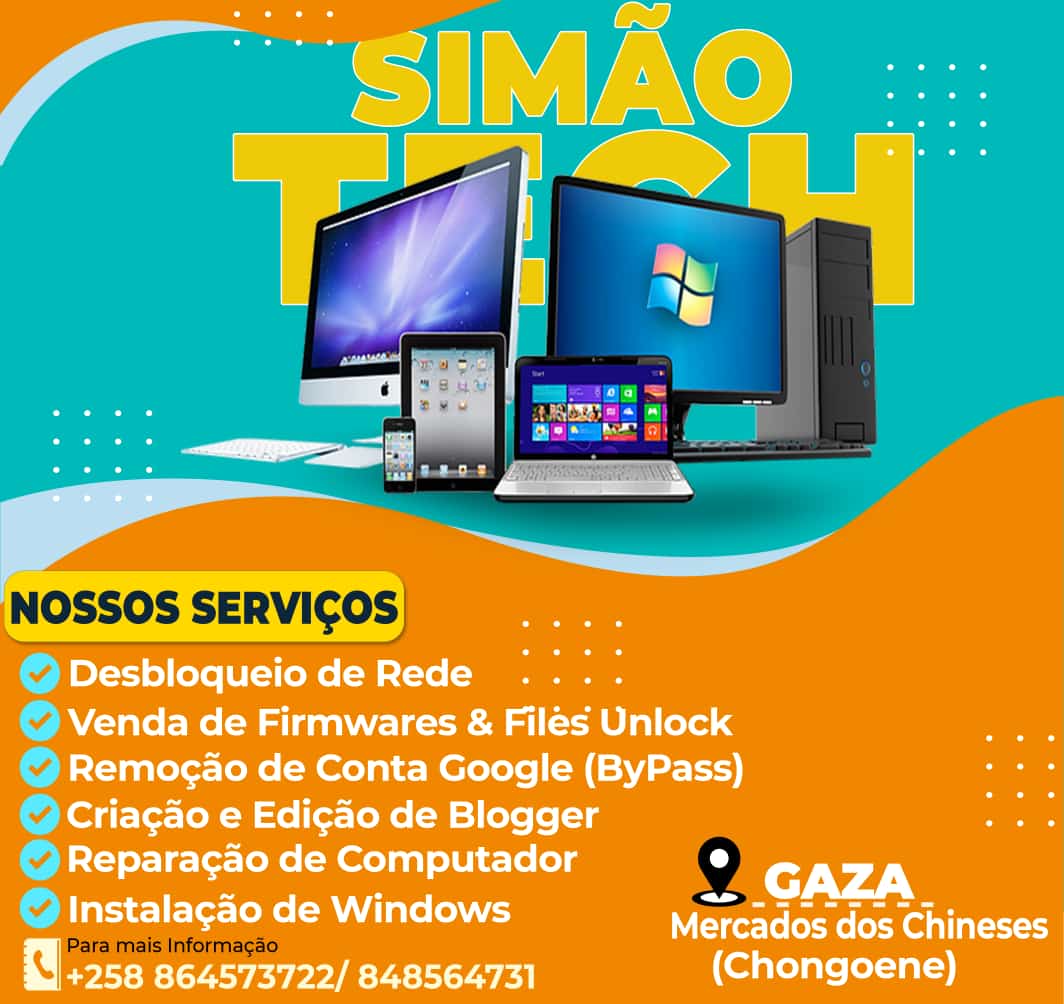 SIMÃO
TECH
Start
NOSSOS SERVIÇOS
Desbloqueio de Rede
Venda de Firmwares & Files Unlock
Remoção de Conta Google (ByPass)
Criação e Edição de Blogger
Reparação de Computador
Instalação de Windows
Para mais Informação
+258 864573722/ 848564731
GAZA
Mercados dos Chineses
(Chongoene)